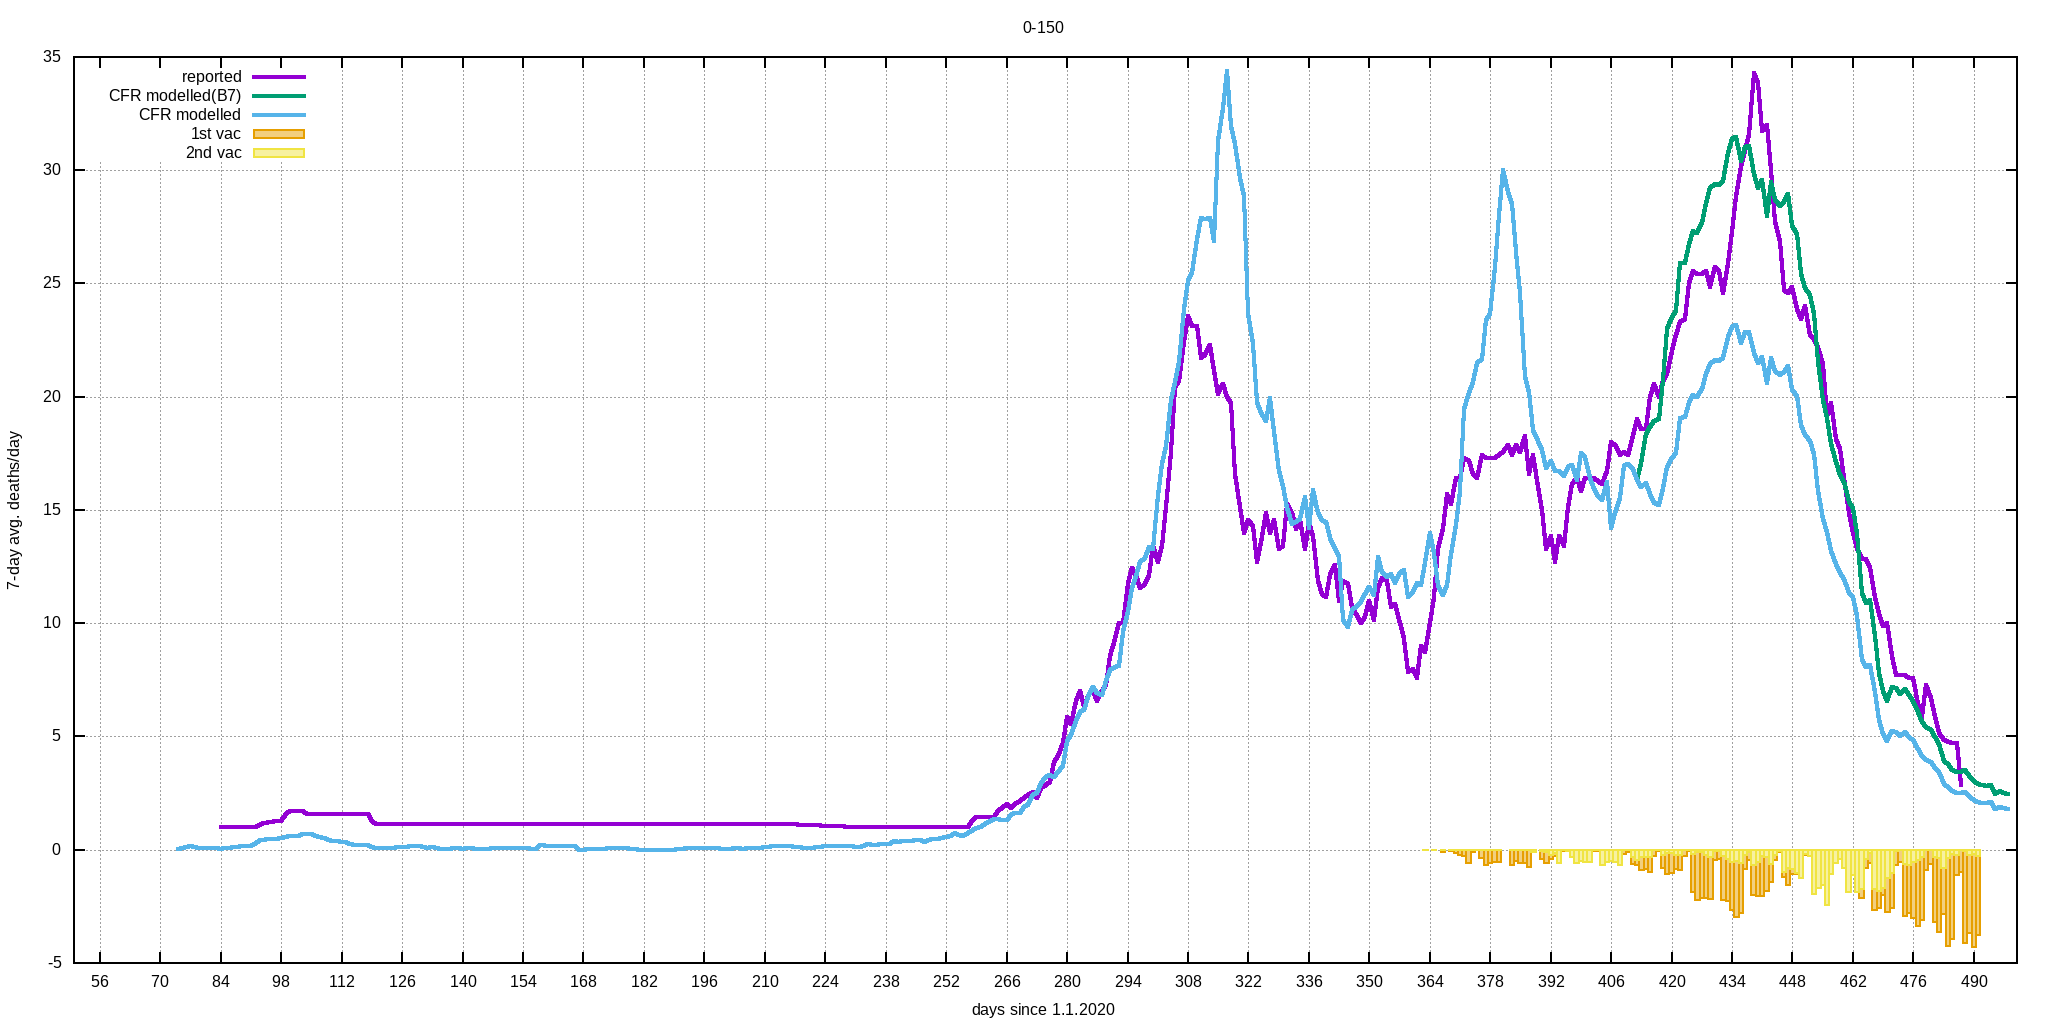 0-150
reported
CFR modelled(B7)
CFR modelled
1st vac
2nd vac
35
30
25
20
15
10
5
0
-5
7-day avg. deaths/day
56 70 84 98 112 126 140 154 168 182 196 210 224 238 252 266 280 294 308 322 336 350 364 378 392 406 420 434 448 462 476 490
days since 1.1.2020